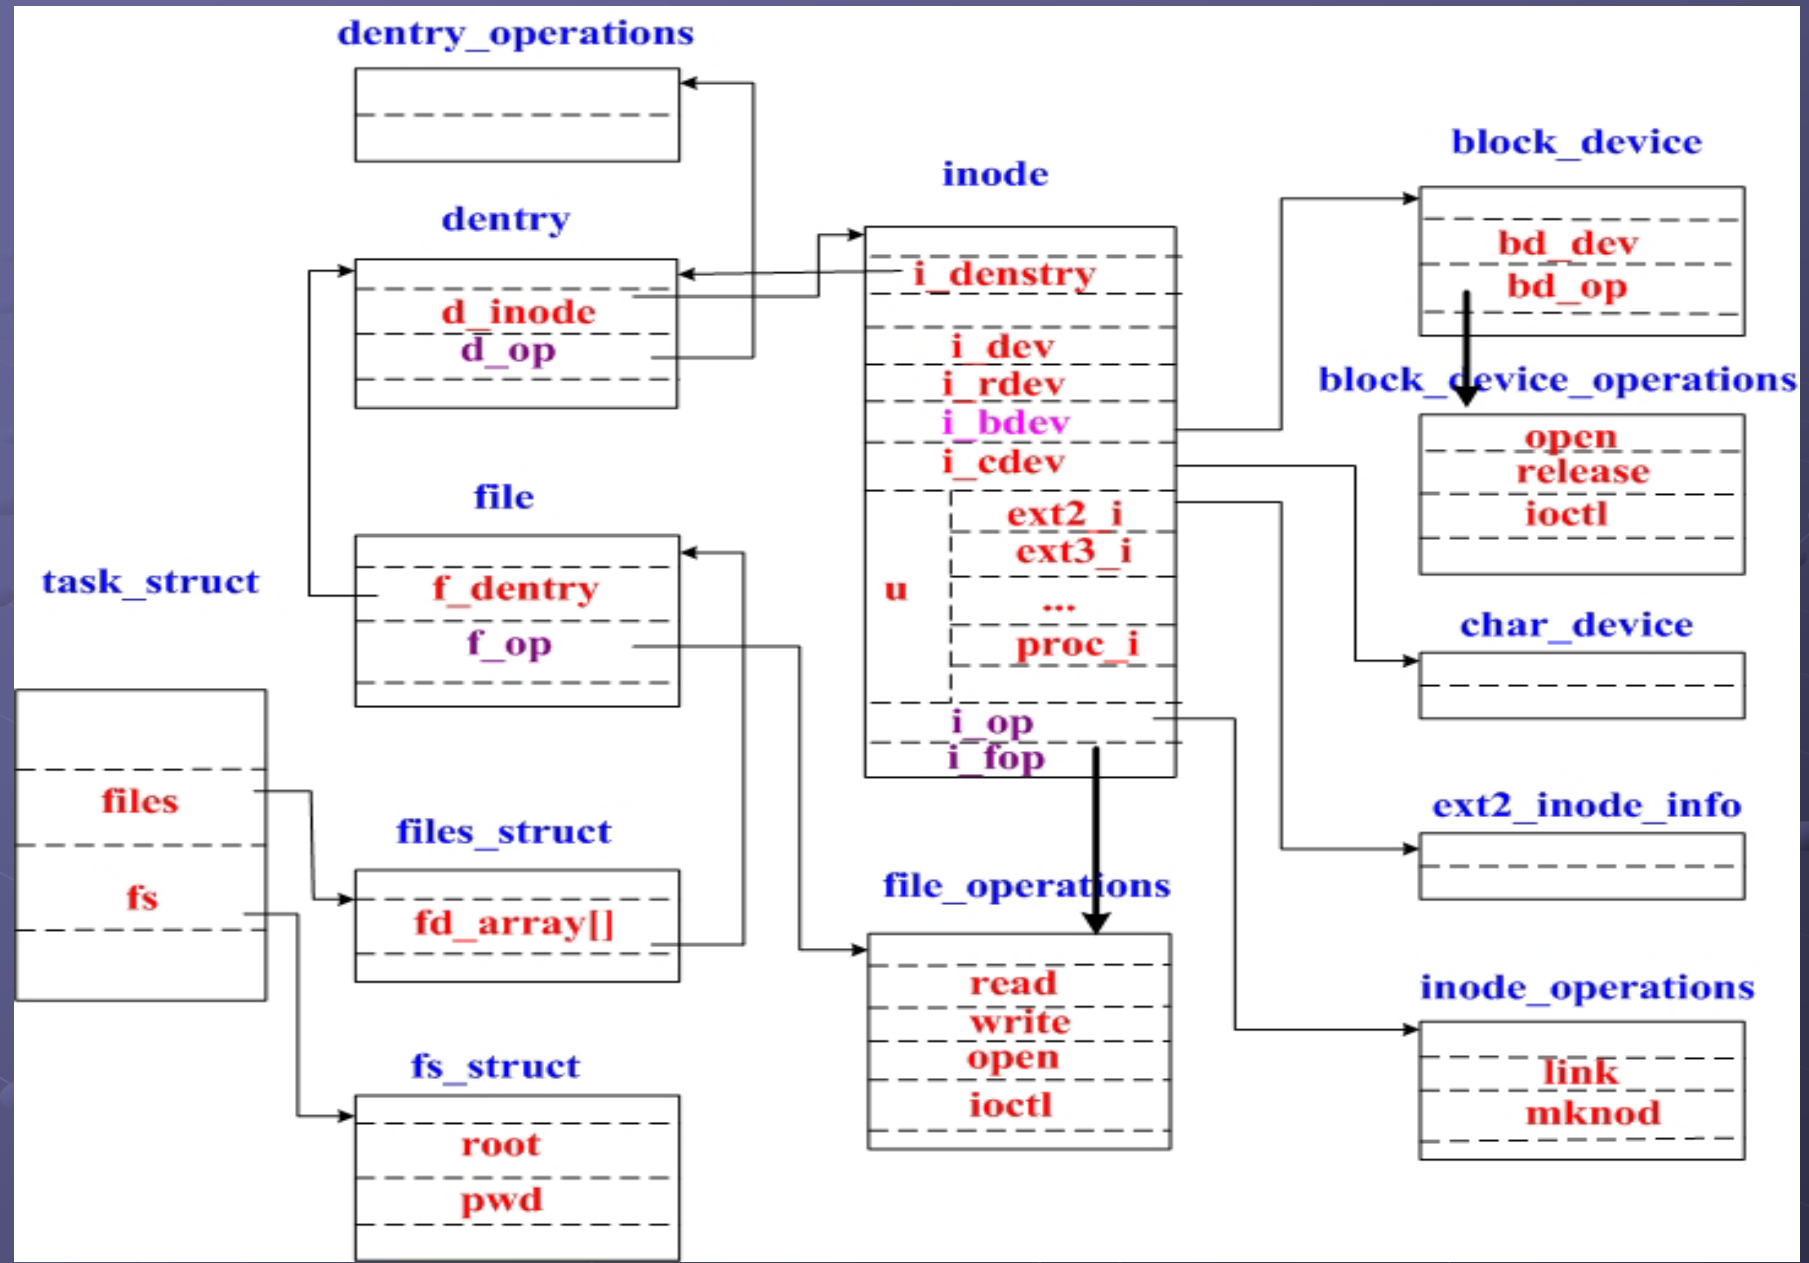 dentry_operations
dentry
d_inode
d_op
file
f_dentry
f_op
task_struct
files
fs
files_struct
fd_array[]
fs_struct
root
pwd
inode
i_denstry
i_dev
i_rdev
i_bdev
i_cdev
u
ext2_i
ext3_i
...
proc_i
i_op
i_fop
file_operations
read
write
open
ioctl
block_device
bd_dev
bd_op
block_device_operations
open
release
ioctl
char_device
ext2_inode_info
inode_operations
link
mknod